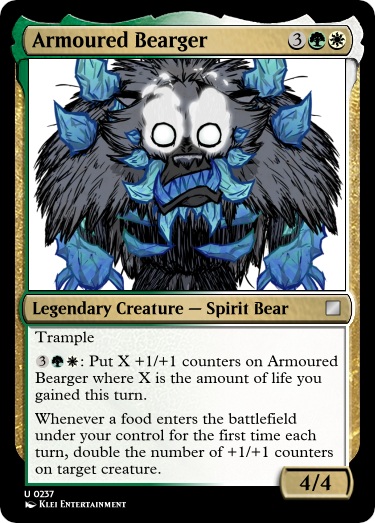 Armoured Bearger 3
Legendary Creature — Spirit Bear
Trample
3: Put X +1/+1 counters on Armoured
Bearger where X is the amount of life you
gained this turn.
Whenever a food enters the battlefield
under your control for the first time each
turn, double the number of +1/+1 counters
on target creature.
4/4
U 0237
Klei Entertainment